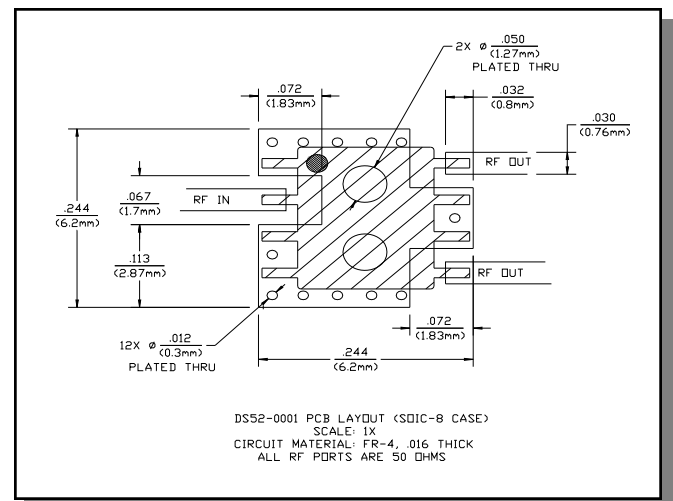 2X ⌀ .050
(1.27mm)
PLATED THRU
.072
(1.83mm)
.032
(0.8mm)
.030
(0.76mm)
RF OUT
.067
(1.7mm)
RF IN
.244
(6.2mm)
.113
(2.87mm)
RF OUT
12X ⌀ .012
(0.3mm)
PLATED THRU
.072
(1.83mm)
.244
(6.2mm)
DS52-0001 PCB LAYOUT (SOIC-8 CASE)
SCALE: 1X
CIRCUIT MATERIAL: FR-4, .016 THICK
ALL RF PORTS ARE 50 OHMS